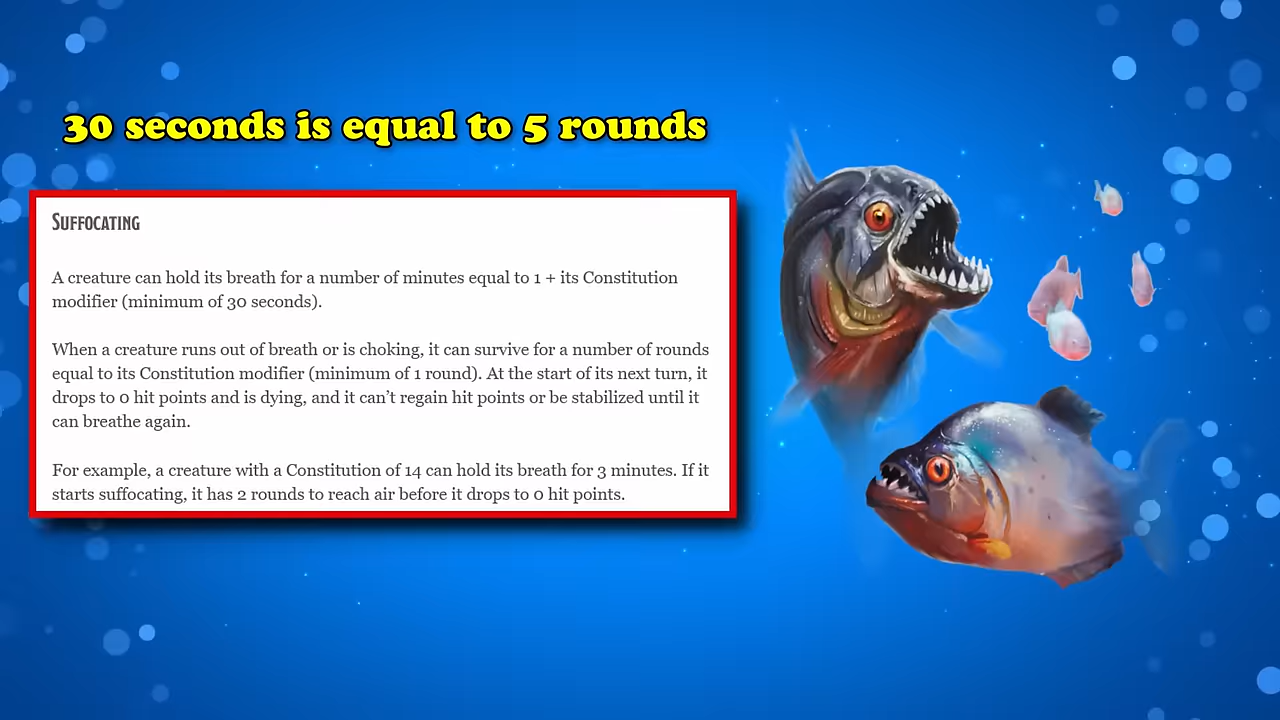 30 seconds is equal to 5 rounds
Suffocating
A creature can hold its breath for a number of minutes equal to 1 + its Constitution
modifier (minimum of 30 seconds).
When a creature runs out of breath or is choking, it can survive for a number of rounds
equal to its Constitution modifier (minimum of 1 round). At the start of its next turn, it
drops to 0 hit points and is dying, and it can’t regain hit points or be stabilized until it
can breathe again.
For example, a creature with a Constitution of 14 can hold its breath for 3 minutes. If it
starts suffocating, it has 2 rounds to reach air before it drops to 0 hit points.